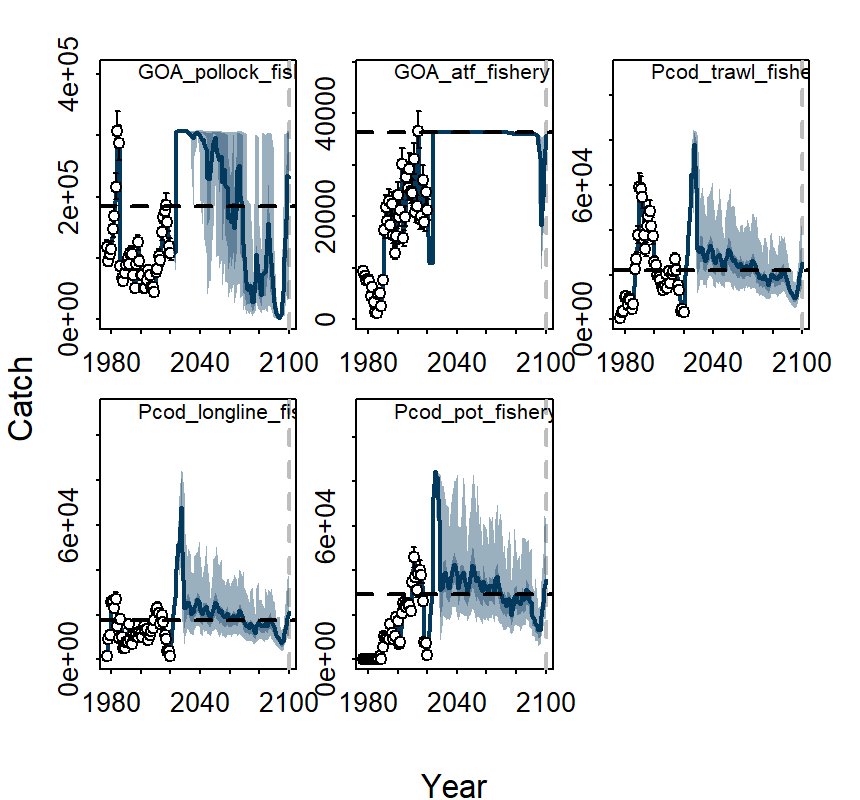 GOA_pollock_fish
GOA_atf_fishery
Pcod_trawl_fishe
4e+05
2e+05
0e+00
40000
20000
0
6e+04
0e+00
1980 2040 2100
1980 2040 2100
1980 2040 2100
Catch
Pcod_longline_fis
Pcod_pot_fishery
6e+04
0e+00
6e+04
0e+00
1980 2040 2100
1980 2040 2100
Year